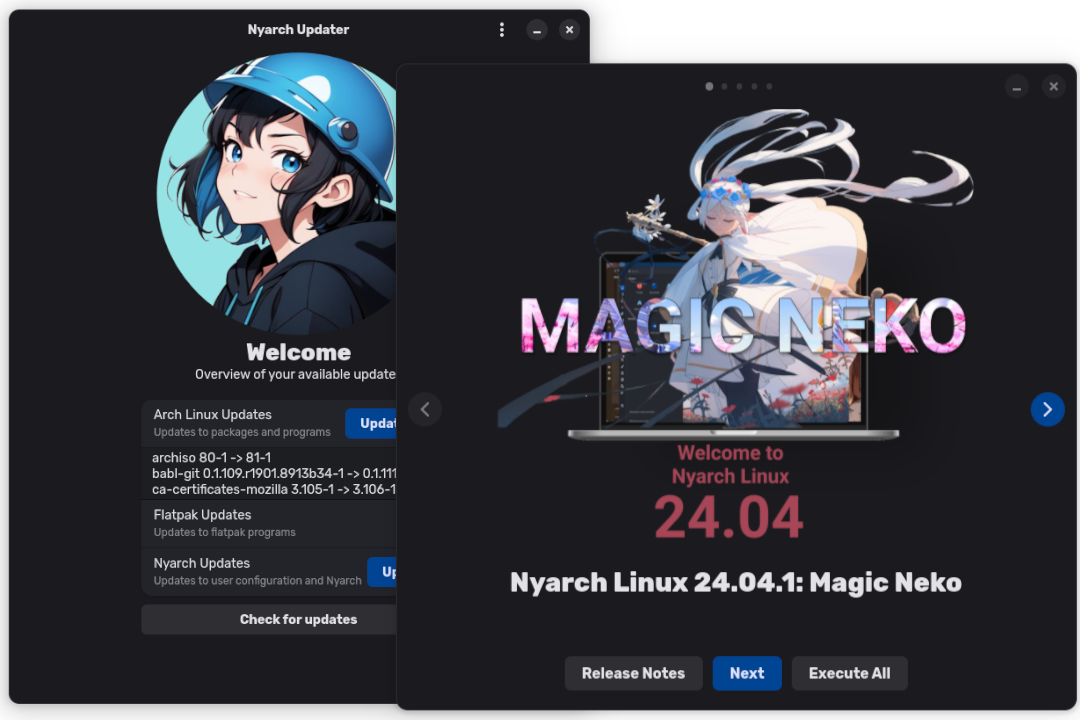 Nyarch Updater
Welcome
Overview of your available update
Arch Linux Updates
Updates to packages and programs
archiso 80-1 -> 81-1
babl-git 0.1.109.r1901.8913b34-1 -> 0.1.111
ca-certificates-mozilla 3.105-1 -> 3.106-1
Flatpak Updates
Updates to flatpak programs
Nyarch Updates
Updates to user configuration and Nyarch
Check for updates
MAGIC NEKO
Welcome to
Nyarch Linux
24.04
Nyarch Linux 24.04.1: Magic Neko
Release Notes
Next
Execute All